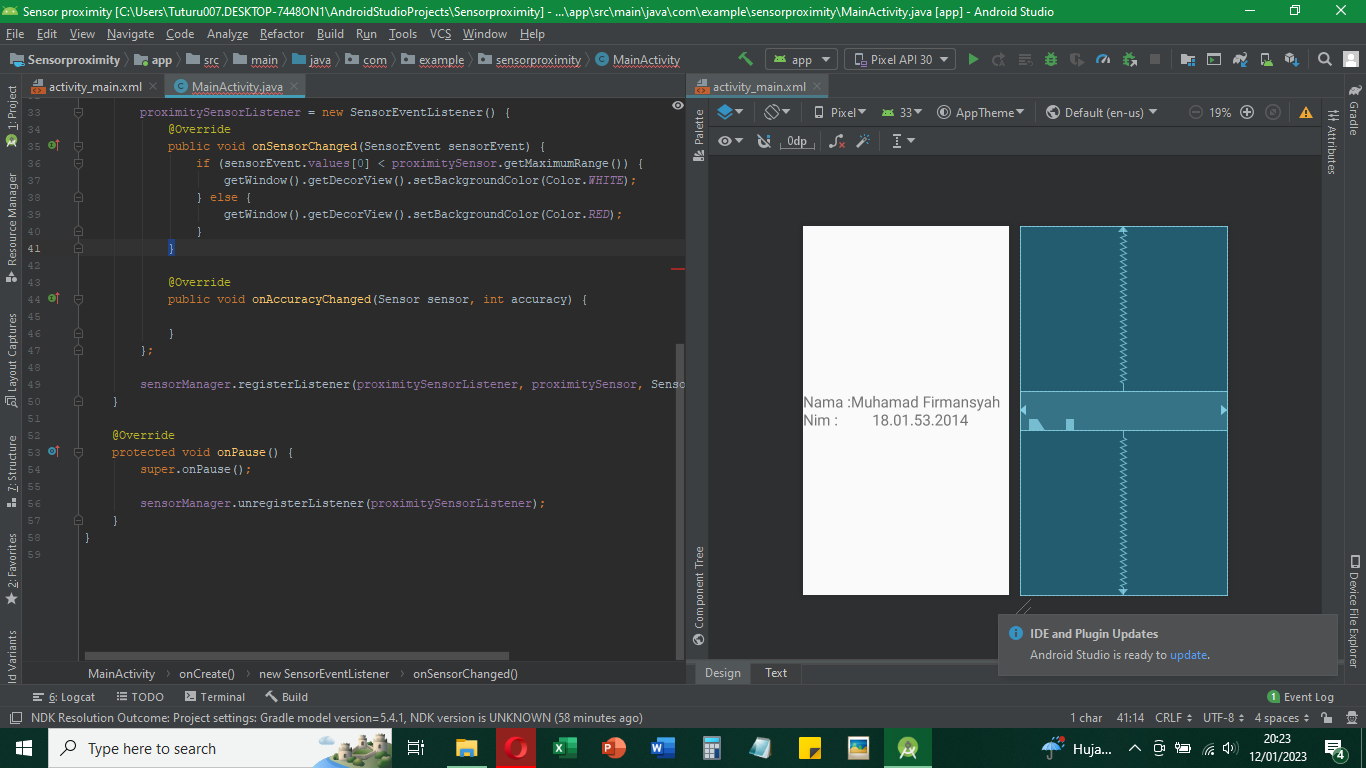 Sensor proximity [C:\Users\Tuturu007.DESKTOP-7448ON1\AndroidStudioProjects\Sensorproximity] - ...\app\src\main\java\com\example\sensorproximity\MainActivity.java [app] - Android Studio
File Edit View Navigate Code Analyze Refactor Build Run Tools VCS Window Help
Sensorproximity app src main java com example sensorproximity MainActivity app Pixel API 30
activity_main.xml MainActivity.java
activity_main.xml
1: Project
Resource Manager
Layout Captures
7: Structure
2: Favorites
ld Variants
33 proximitySensorListener = new SensorEventListener() {
34 @Override
35 public void onSensorChanged(SensorEvent sensorEvent) {
36 if (sensorEvent.values[0] < proximitySensor.getMaximumRange()) {
37 getWindow().getDecorView().setBackgroundColor(Color.WHITE);
38 } else {
39 getWindow().getDecorView().setBackgroundColor(Color.RED);
40 }
41 }
42
43 @Override
44 public void onAccuracyChanged(Sensor sensor, int accuracy) {
45
46 }
47 };
48
49 sensorManager.registerListener(proximitySensorListener, proximitySensor, Senso
50 }
51
52 @Override
53 protected void onPause() {
54 super.onPause();
55
56 sensorManager.unregisterListener(proximitySensorListener);
57 }
58 }
59
MainActivity onCreate() new SensorEventListener onSensorChanged()
Palette
Component Tree
Pixel 33 AppTheme Default (en-us) 19%
0dp
Nama :Muhamad Firmansyah
Nim : 18.01.53.2014
Gradle
Attributes
Device File Explorer
IDE and Plugin Updates
Android Studio is ready to update.
Design Text
6: Logcat TODO Terminal Build 1 Event Log
NDK Resolution Outcome: Project settings: Gradle model version=5.4.1, NDK version is UNKNOWN (58 minutes ago) 1 char 41:14 CRLF UTF-8 4 spaces
Type here to search
Huja...
20:23
12/01/2023
4